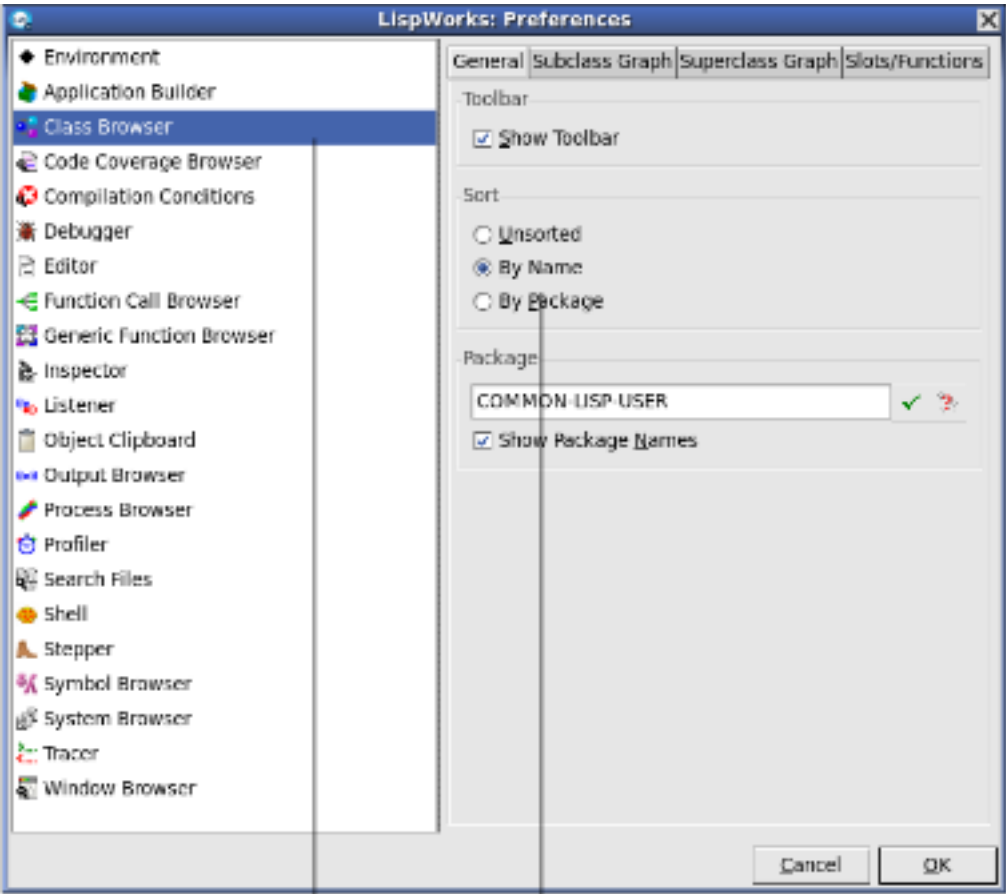 LispWorks: Preferences
Environment
Application Builder
Class Browser
Code Coverage Browser
Compilation Conditions
Debugger
Editor
Function Call Browser
Generic Function Browser
Inspector
Listener
Object Clipboard
Output Browser
Process Browser
Profiler
Search Files
Shell
Stepper
Symbol Browser
System Browser
Tracer
Window Browser
General Subclass Graph Superclass Graph Slots/Functions
Toolbar
Show Toolbar
Sort
Unsorted
By Name
By Package
Package
COMMON-LISP-USER
Show Package Names
Cancel OK